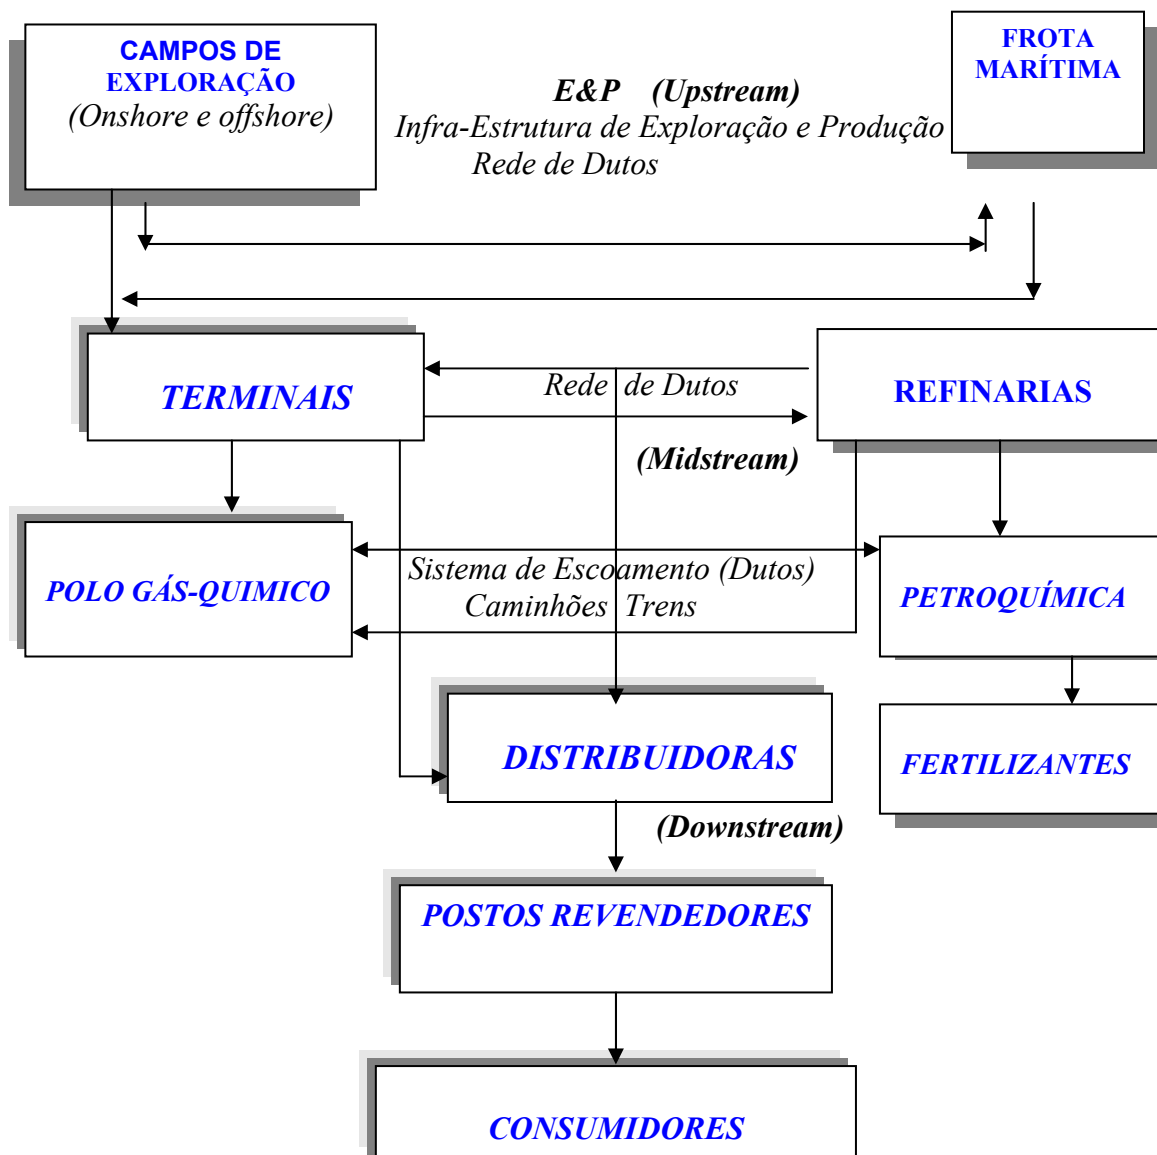 CAMPOS DE
EXPLORAÇÃO
(Onshore e offshore)
E&P (Upstream)
Infra-Estrutura de Exploração e Produção
Rede de Dutos
FROTA
MARÍTIMA
TERMINAIS
Rede de Dutos
REFINARIAS
(Midstream)
POLO GÁS-QUIMICO
Sistema de Escoamento (Dutos)
Caminhões Trens
PETROQUÍMICA
DISTRIBUIDORAS
FERTILIZANTES
(Downstream)
POSTOS REVENDEDORES
CONSUMIDORES